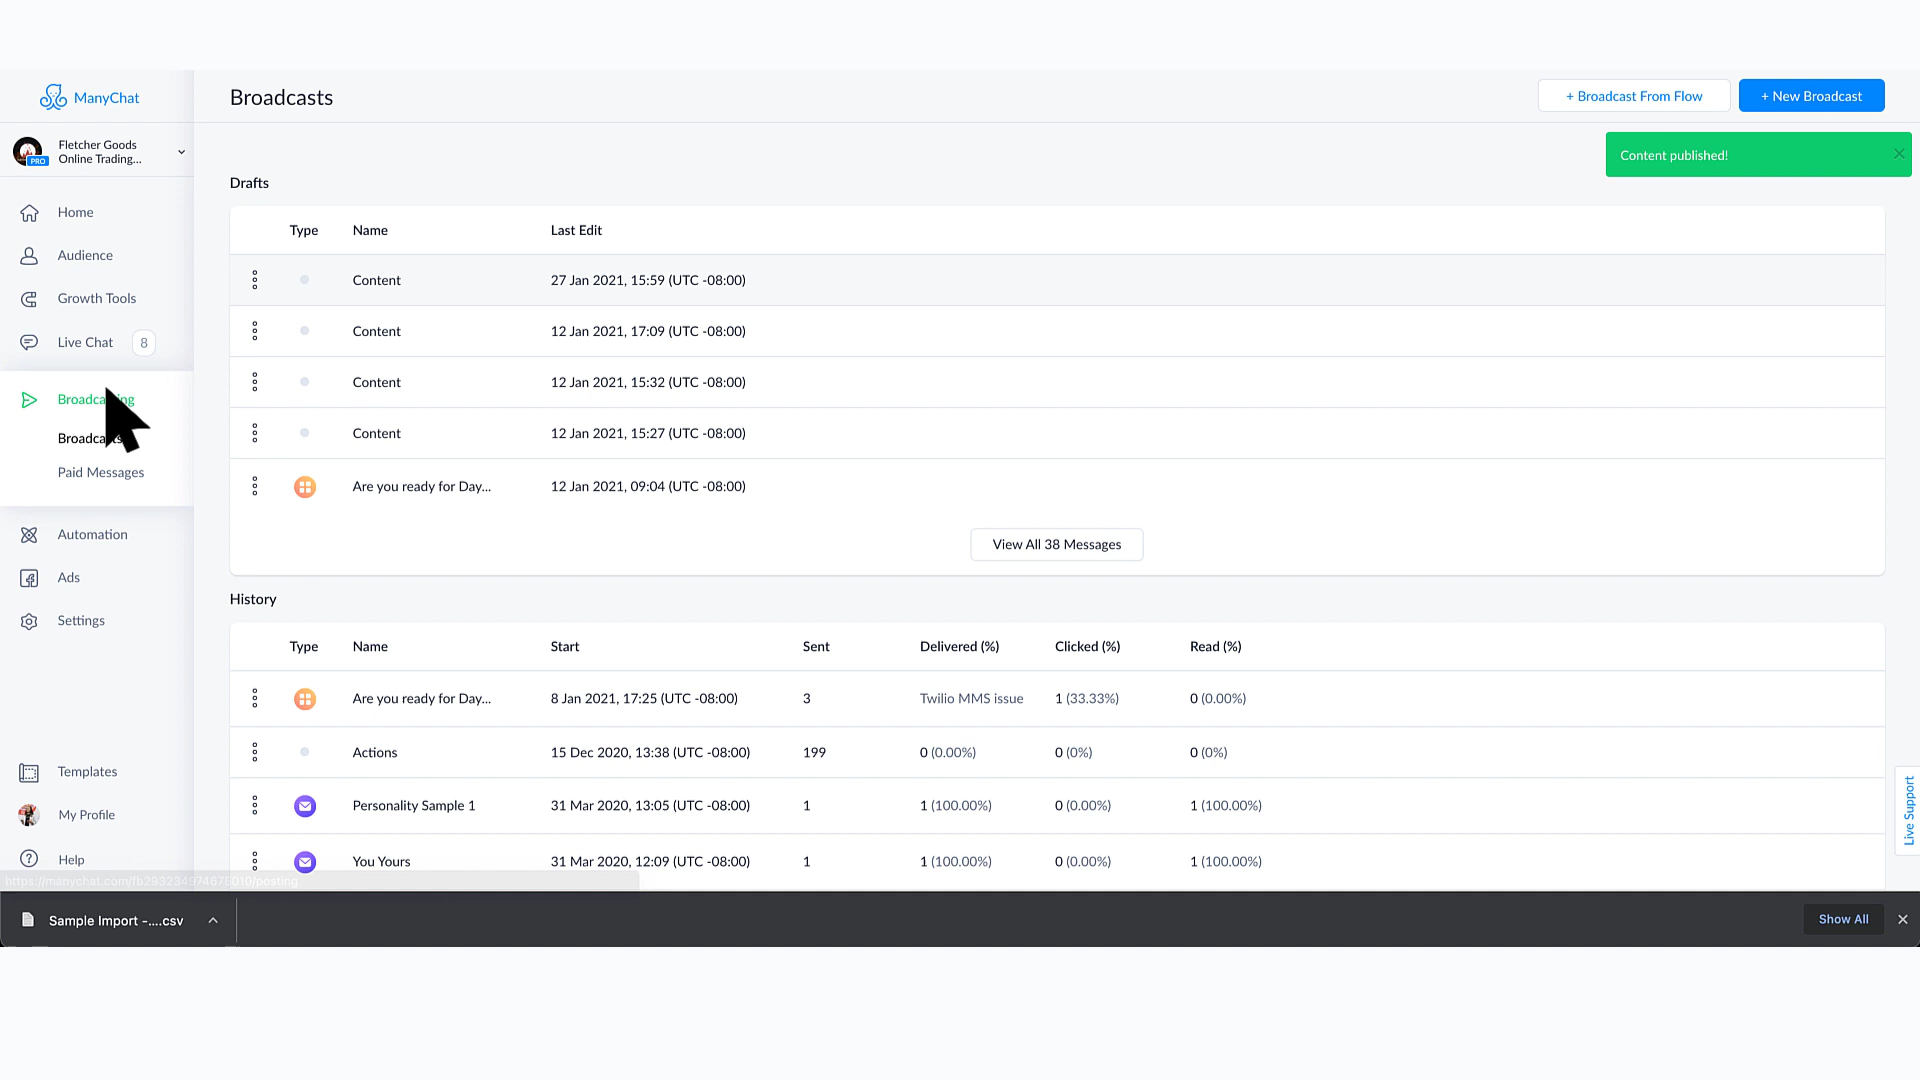 ManyChat
Broadcasts
+ Broadcast From Flow
+ New Broadcast
PRO
Fletcher Goods
Online Trading...
Content published!
Home
Audience
Growth Tools
Live Chat
8
Broadcasting
Broadcasts
Paid Messages
Automation
Ads
Settings
Templates
My Profile
Help
Drafts
Type Name Last Edit
Content 27 Jan 2021, 15:59 (UTC -08:00)
Content 12 Jan 2021, 17:09 (UTC -08:00)
Content 12 Jan 2021, 15:32 (UTC -08:00)
Content 12 Jan 2021, 15:27 (UTC -08:00)
Are you ready for Day... 12 Jan 2021, 09:04 (UTC -08:00)
View All 38 Messages
History
Type Name Start Sent Delivered (%) Clicked (%) Read (%)
Are you ready for Day... 8 Jan 2021, 17:25 (UTC -08:00) 3 Twilio MMS issue 1 (33.33%) 0 (0.00%)
Actions 15 Dec 2020, 13:38 (UTC -08:00) 199 0 (0.00%) 0 (0%) 0 (0%)
Personality Sample 1 31 Mar 2020, 13:05 (UTC -08:00) 1 1 (100.00%) 0 (0.00%) 1 (100.00%)
You Yours 31 Mar 2020, 12:09 (UTC -08:00) 1 1 (100.00%) 0 (0.00%) 1 (100.00%)
Live Support
Sample Import -....csv
Show All